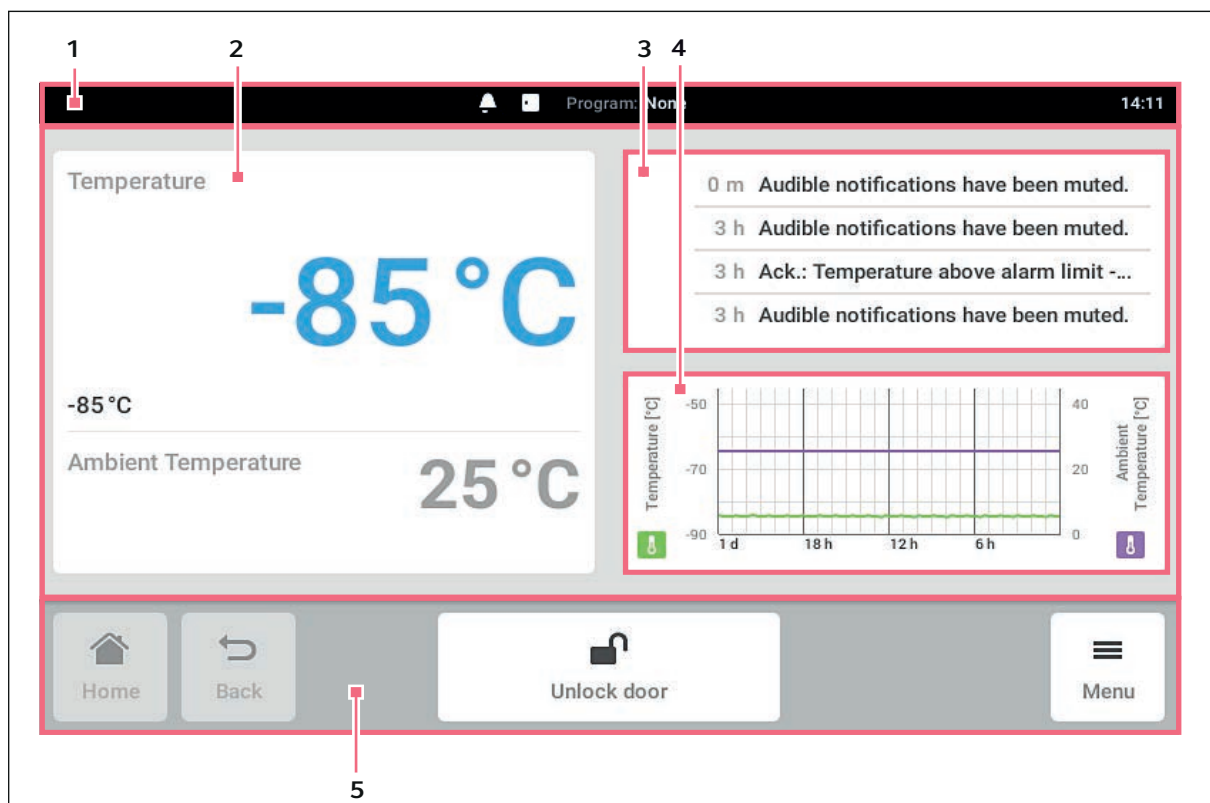 1 2 3 4
Program: None 14:11
Temperature
-85°C
-85°C
Ambient Temperature 25°C
0 m Audible notifications have been muted.
3 h Audible notifications have been muted.
3 h Ack.: Temperature above alarm limit -...
3 h Audible notifications have been muted.
Temperature [°C]
-50
-70
-90
1 d 18 h 12 h 6 h
40
20
0
Ambient
Temperature [°C]
Home Back Unlock door Menu
5